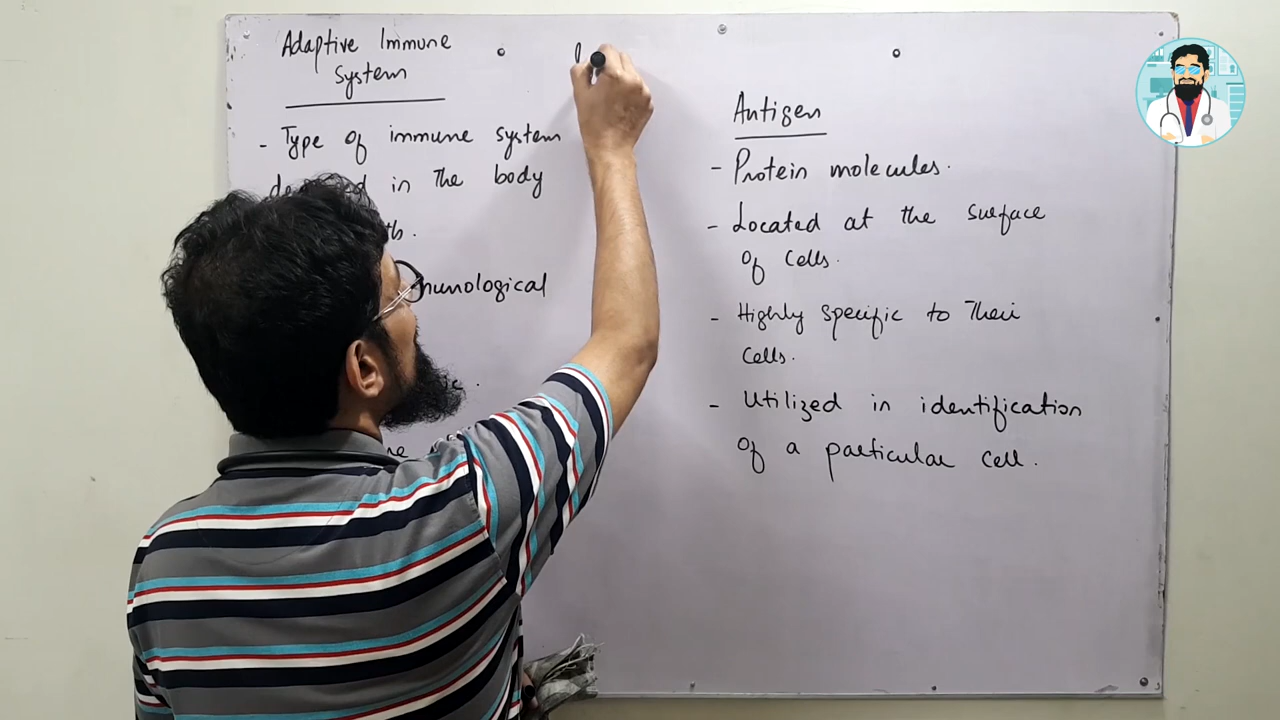 Adaptive Immune
System
- Type of immune system
in the body
.
munological
.
Antigen
- Protein molecules.
- Located at the surface
of cells.
- Highly specific to Their
cells.
- Utilized in identification
of a particular cell.